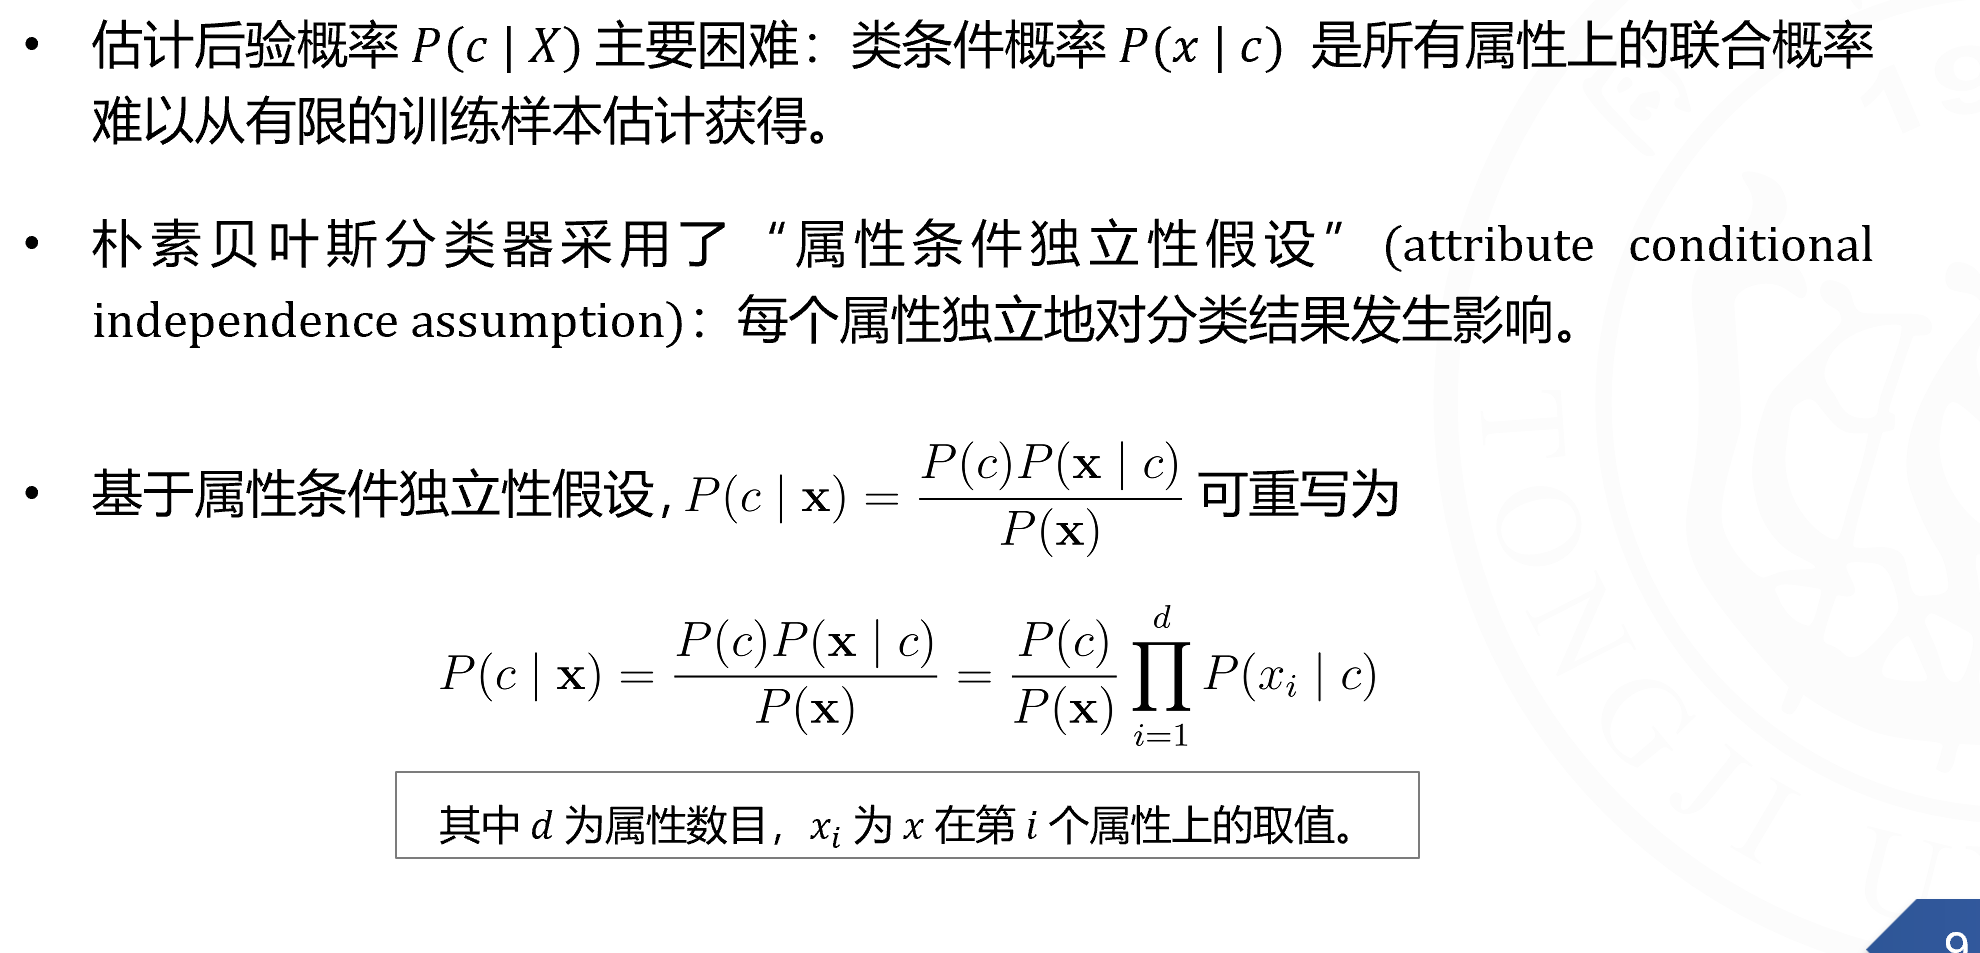 • 估计后验概率 P(c | X) 主要困难：类条件概率 P(x | c) 是所有属性上的联合概率
难以从有限的训练样本估计获得。
• 朴素贝叶斯分类器采用了“属性条件独立性假设”(attribute conditional
independence assumption)：每个属性独立地对分类结果发生影响。
• 基于属性条件独立性假设, P(c | x) = P(c)P(x | c) / P(x) 可重写为
P(c | x) = P(c)P(x | c) / P(x) = P(c) / P(x) ∏_{i=1}^{d} P(x_i | c)
其中 d 为属性数目，x_i 为 x 在第 i 个属性上的取值。
9